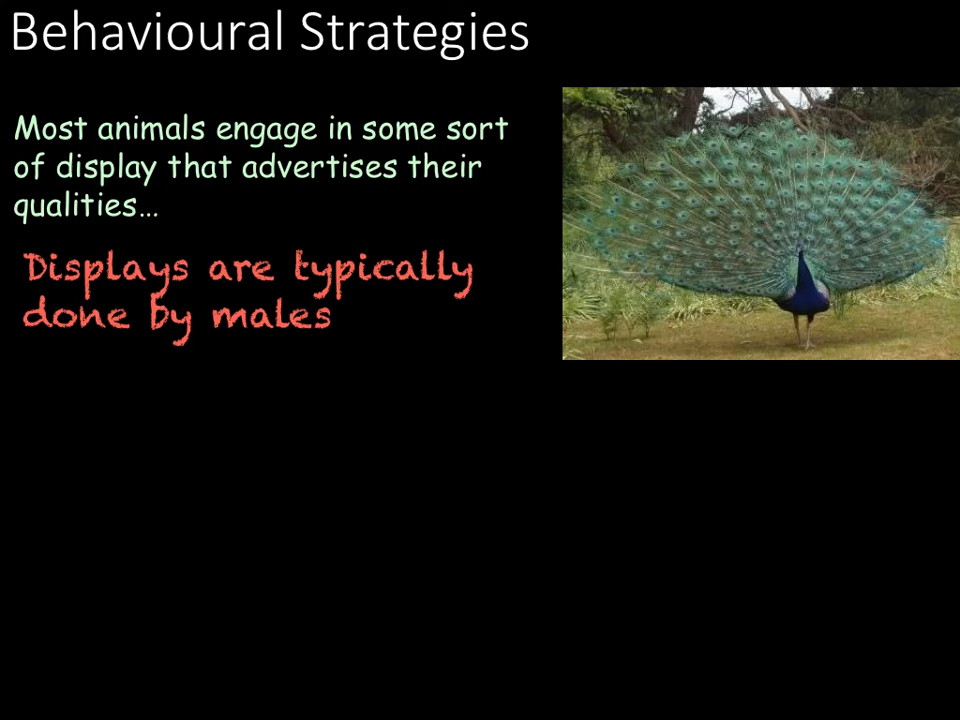 Behavioural Strategies
Most animals engage in some sort
of display that advertises their
qualities…
Displays are typically
done by males